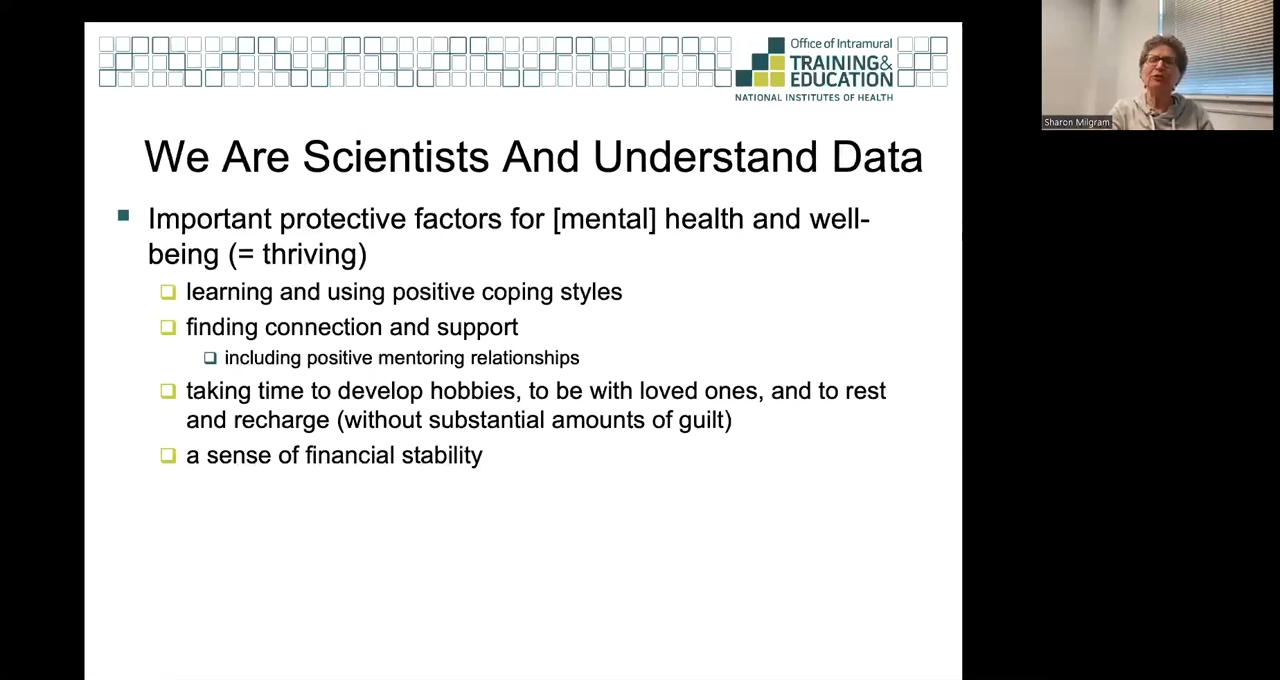 Office of Intramural
TRAINING&
EDUCATION
NATIONAL INSTITUTES OF HEALTH
Sharon Milgram
We Are Scientists And Understand Data
Important protective factors for [mental] health and well-
being (= thriving)
learning and using positive coping styles
finding connection and support
including positive mentoring relationships
taking time to develop hobbies, to be with loved ones, and to rest
and recharge (without substantial amounts of guilt)
a sense of financial stability